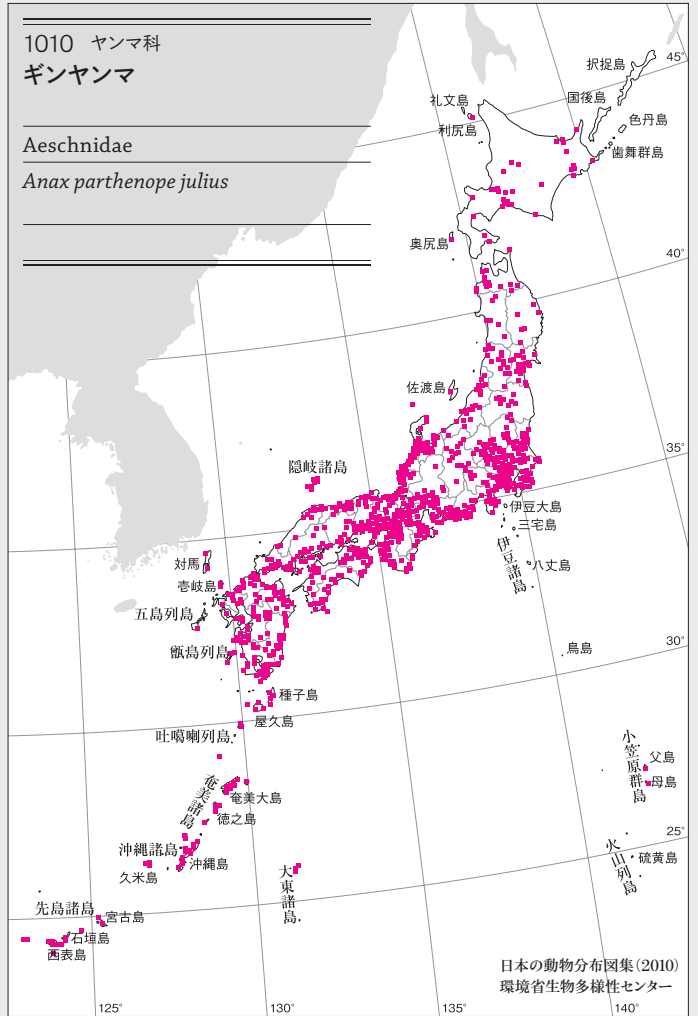 1010 ヤンマ科
ギンヤンマ
Aeschnidae
Anax parthenope julius
45°
択捉島
国後島
礼文島
色丹島
利尻島
歯舞群島
奥尻島
40°
佐渡島
35°
隠岐諸島
伊豆大島
三宅島
伊豆諸島
八丈島
対馬
壱岐島
五島列島
鳥島
30°
甑島列島
種子島
屋久島
吐噶喇列島
小笠原群島
父島
母島
奄美諸島
奄美大島
徳之島
25°
沖縄諸島
沖縄島
久米島
大東諸島
火山列島
硫黄島
先島諸島
宮古島
石垣島
西表島
日本の動物分布図集(2010)
環境省生物多様性センター
125°
130°
135°
140°